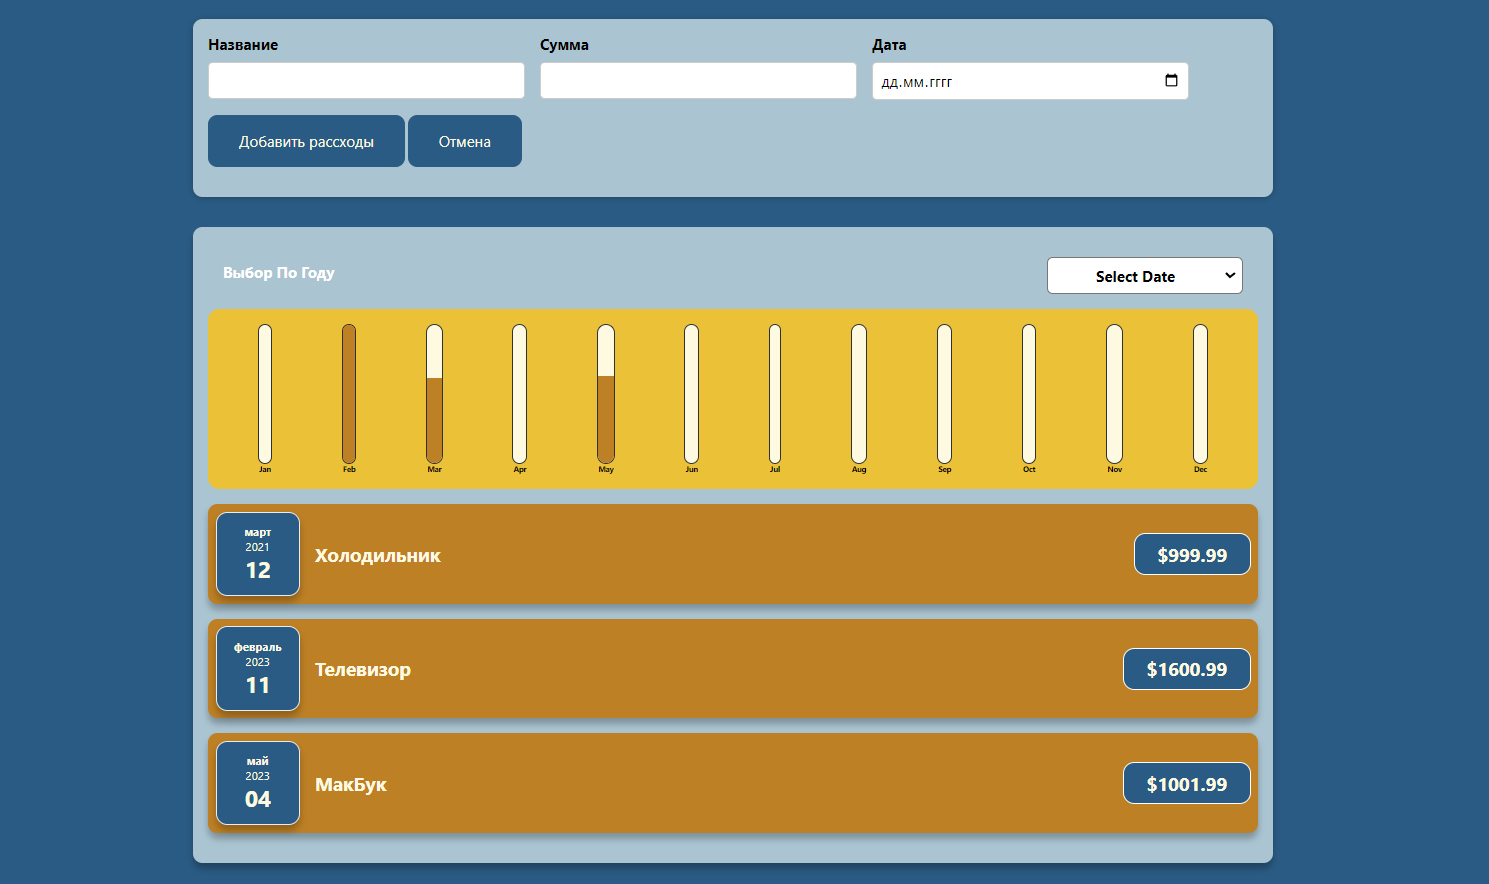 Название Сумма Дата
дд.мм.гггг
Добавить рассходы Отмена
Выбор По Году Select Date
Jan Feb Mar Apr May Jun Jul Aug Sep Oct Nov Dec
март
2021
12
Холодильник
$999.99
февраль
2023
11
Телевизор
$1600.99
май
2023
04
МакБук
$1001.99